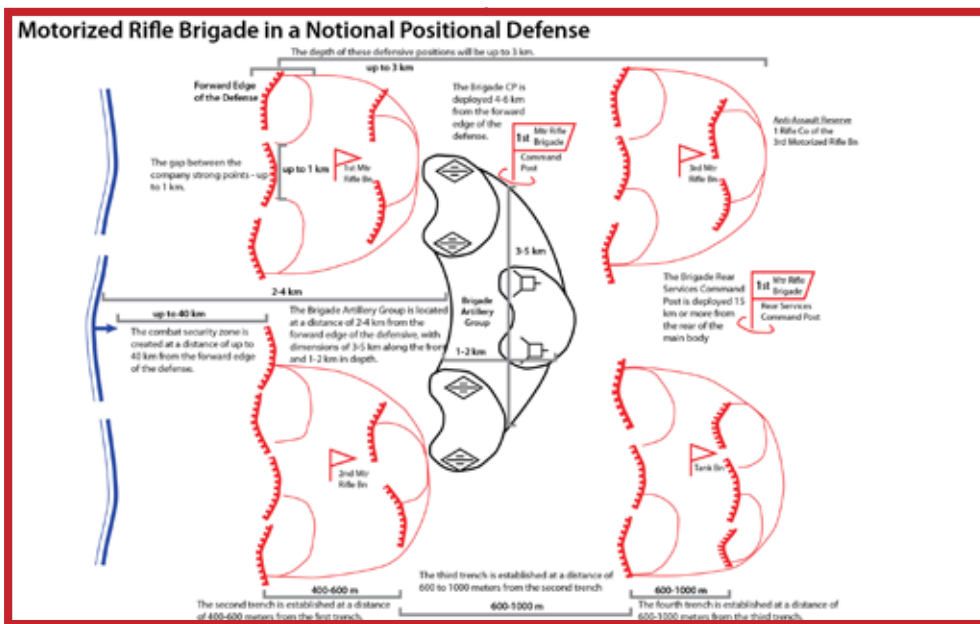 Motorized Rifle Brigade in a Notional Positional Defense
The depth of these defensive positions will be up to 3 km.
up to 3 km
Forward Edge
of the Defense
The Brigade CP is
deployed 4-6 km
from the forward
edge of the
defense.
1st Mtr Rifle
Brigade
Command
Post
Anti-Assault Reserve
1 Rifle Co of the
3rd Motorized Rifle Bn
The gap between the
company strong points - up
to 1 km.
up to 1 km
1st Mtr
Rifle Bn
3rd Mtr
Rifle Bn
3-5 km
2-4 km
The Brigade Rear
Services Command
Post is deployed 15
km or more from
the rear of the
main body
1st Mtr Rifle
Brigade
Rear Services
Command Post
up to 40 km
The combat security zone is
created at a distance of up to
40 km from the forward edge
of the defense.
The Brigade Artillery Group is located
at a distance of 2-4 km from the
forward edge of the defensive, with
dimensions of 3-5 km along the front
and 1-2 km in depth.
Brigade
Artillery
Group
1-2 km
2nd Mtr
Rifle Bn
Tank Bn
400-600 m
The second trench is established at a distance
of 400-600 meters from the first trench.
The third trench is established at a distance of
600 to 1000 meters from the second trench
600-1000 m
600-1000 m
The fourth trench is established at a distance of
600-1000 meters from the third trench.